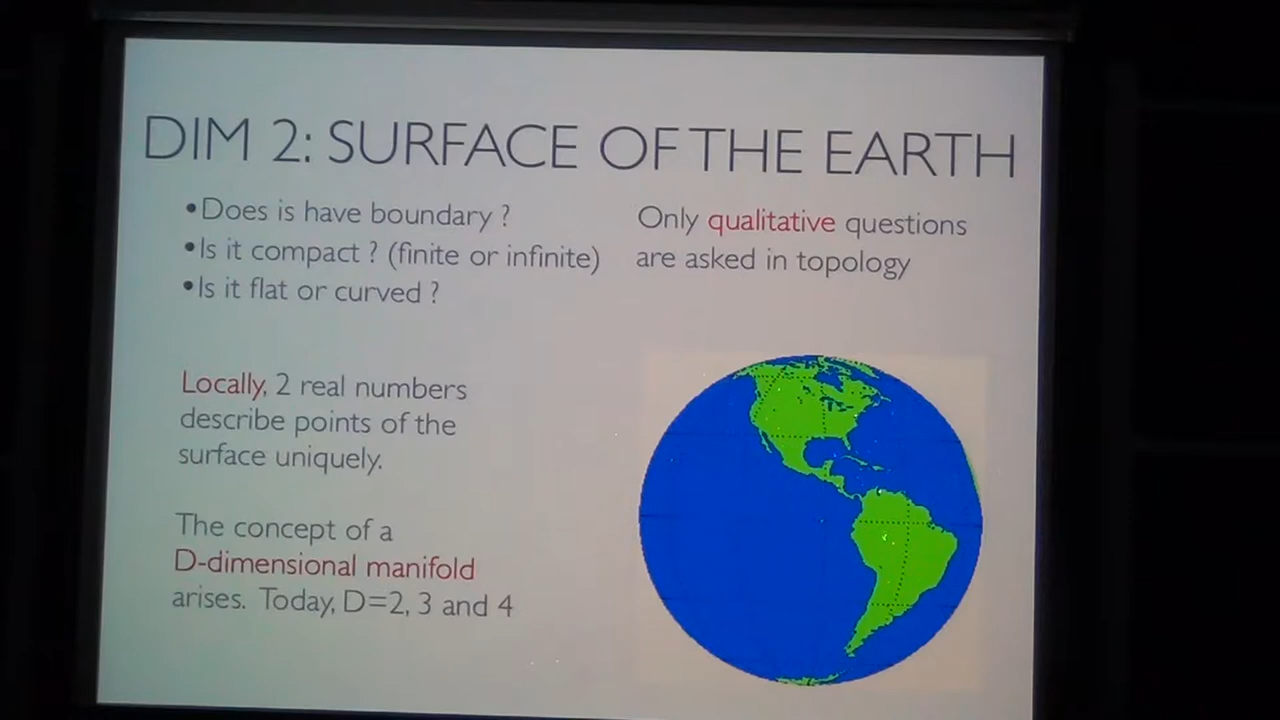 DIM 2: SURFACE OF THE EARTH
•Does is have boundary ?
•Is it compact ? (finite or infinite)
•Is it flat or curved ?
Only qualitative questions
are asked in topology
Locally, 2 real numbers
describe points of the
surface uniquely.
The concept of a
D-dimensional manifold
arises. Today, D=2, 3 and 4